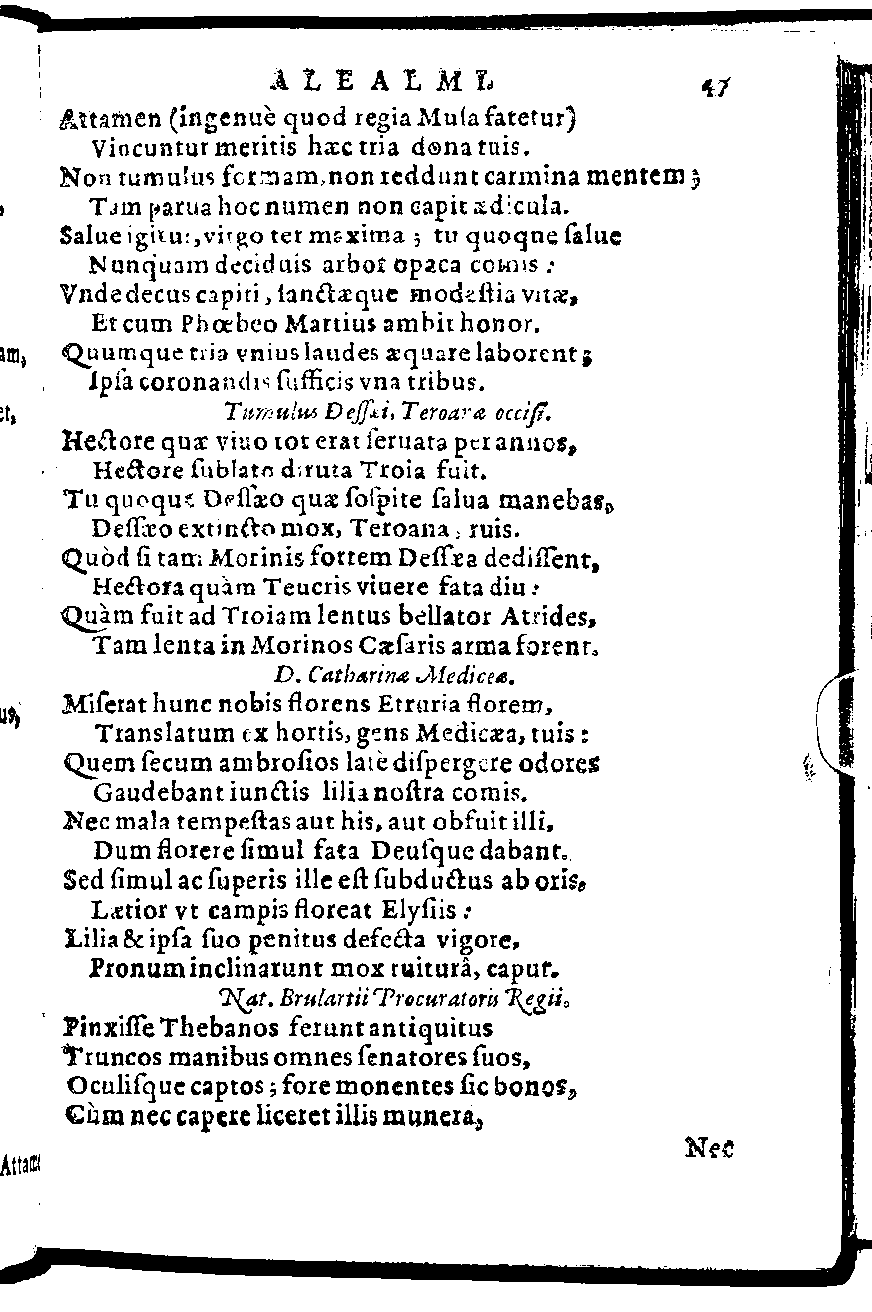 ALEALMI. 47
Attamen (ingenuè quod regia Musa fatetur)
Vincuntur meritis hæc tria dona tuis.
Non tumulus formam, non reddunt carmina mentem;
Tam parua hoc numen non capit ædicula.
Salue igitur, virgo ter maxima; tu quoque salue
Nunquam deciduis arbor opaca comis:
Vnde decus capiti, sanctæque modestia vitæ,
Et cum Phœbeo Martius ambit honor.
Quumque tria vnius laudes æquare laborent;
Ipsa coronandis sufficis vna tribus.
Tumulus Dessæi, Teroaræ occisi.
Hectore quæ viuo tot erat seruata per annos,
Hectore sublato diruta Troia fuit.
Tu quoque Dessæo quæ sospite salua manebas,
Dessæo extincto mox, Teroana, ruis.
Quòd si tam Morinis fortem Dessæa dedissent,
Hectora quàm Teucris viuere fata diu:
Quàm fuit ad Troiam lentus bellator Atrides,
Tam lenta in Morinos Cæsaris arma forent.
D. Catharinæ Mediceæ.
Miserat hunc nobis florens Etruria florem,
Translatum ex hortis, gens Medicæa, tuis:
Quem secum ambrosios latè dispergere odores
Gaudebant iunctis lilia nostra comis.
Nec mala tempestas aut his, aut obfuit illi,
Dum florere simul fata Deusque dabant.
Sed simul ac superis ille est subductus ab oris,
Lætior vt campis floreat Elysiis:
Lilia & ipsa suo penitus defecta vigore,
Pronum inclinarunt mox ruiturâ, caput.
Nat. Brulartii Procuratoris Regii.
Pinxisse Thebanos ferunt antiquitus
Truncos manibus omnes senatores suos,
Oculisque captos; fore monentes sic bonos,
Cùm nec capere liceret illis munera,
Nec